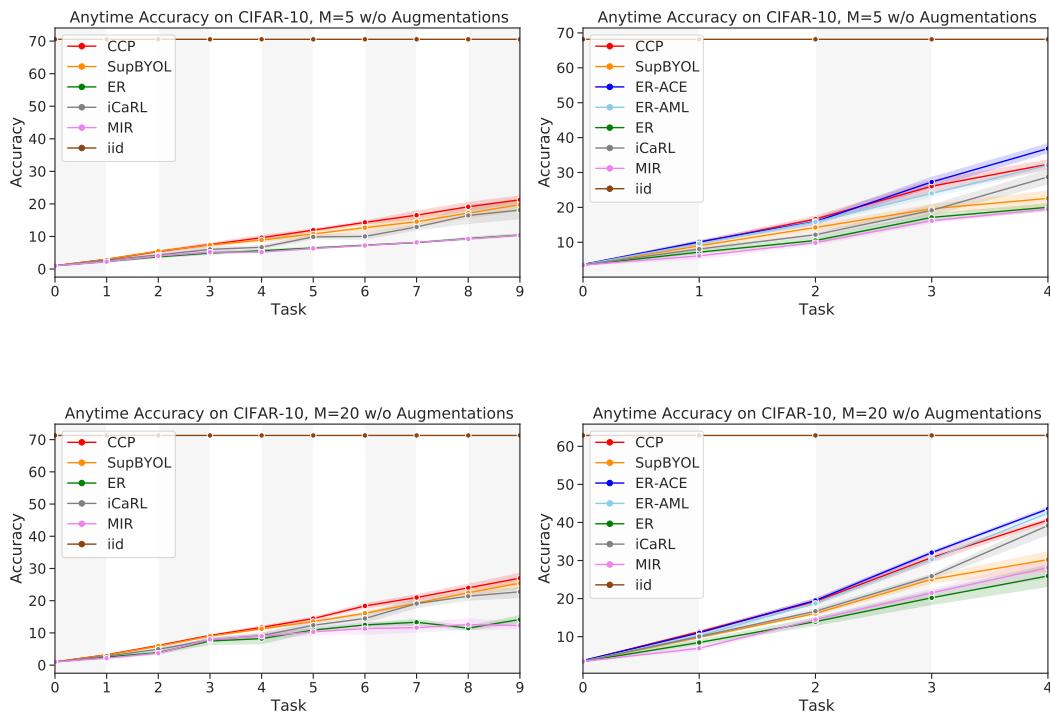 Anytime Accuracy on CIFAR-10, M=5 w/o Augmentations
70
60
50
40
30
20
10
0
Accuracy
CCP
SupBYOL
ER
iCaRL
MIR
iid
0 1 2 3 4 5 6 7 8 9
Task
Anytime Accuracy on CIFAR-10, M=5 w/o Augmentations
70
60
50
40
30
20
10
Accuracy
CCP
SupBYOL
ER-ACE
ER-AML
ER
iCaRL
MIR
iid
0 1 2 3 4
Task
Anytime Accuracy on CIFAR-10, M=20 w/o Augmentations
70
60
50
40
30
20
10
0
Accuracy
CCP
SupBYOL
ER
iCaRL
MIR
iid
0 1 2 3 4 5 6 7 8 9
Task
Anytime Accuracy on CIFAR-10, M=20 w/o Augmentations
60
50
40
30
20
10
Accuracy
CCP
SupBYOL
ER-ACE
ER-AML
ER
iCaRL
MIR
iid
0 1 2 3 4
Task